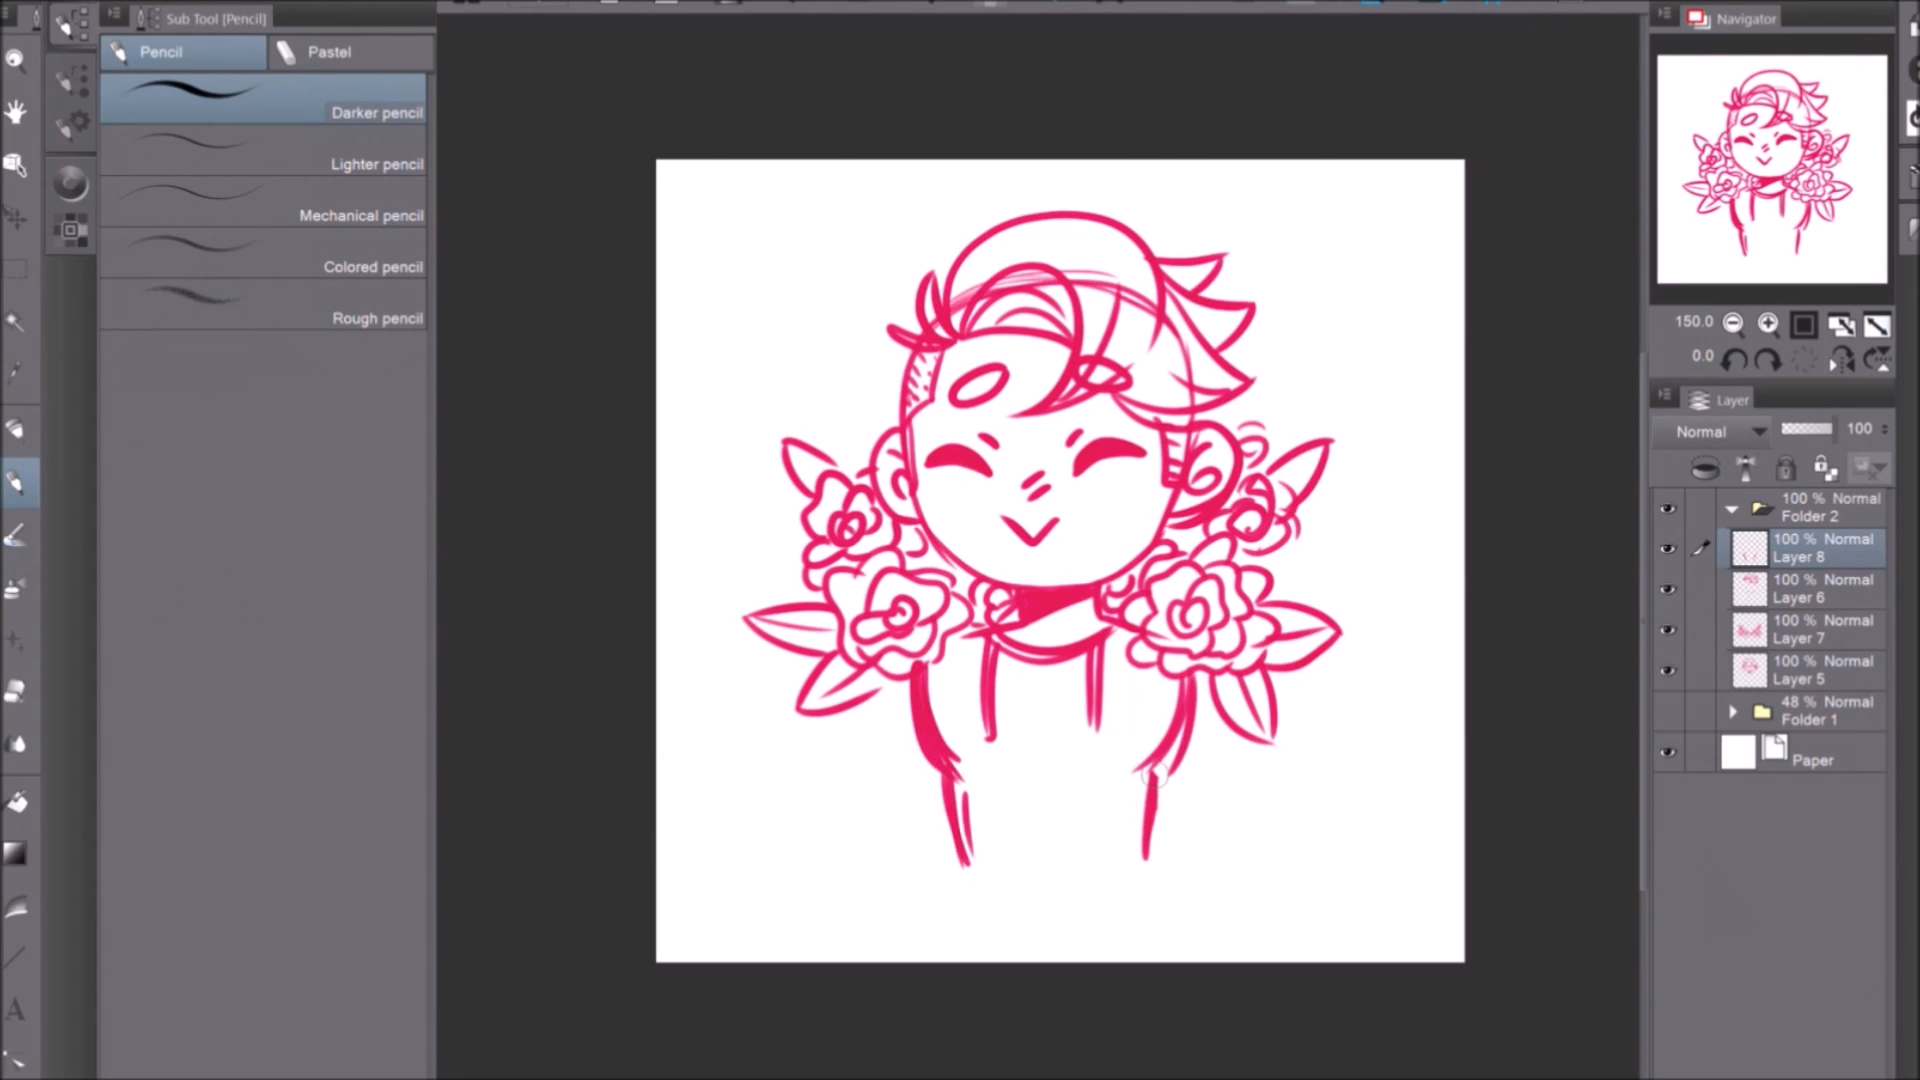 Sub Tool [Pencil]
Pencil
Pastel
Darker pencil
Lighter pencil
Mechanical pencil
Colored pencil
Rough pencil
Navigator
150.0
0.0
Layer
Normal
100
100 % Normal
Folder 2
100 % Normal
Layer 8
100 % Normal
Layer 6
100 % Normal
Layer 7
100 % Normal
Layer 5
48 % Normal
Folder 1
Paper
A